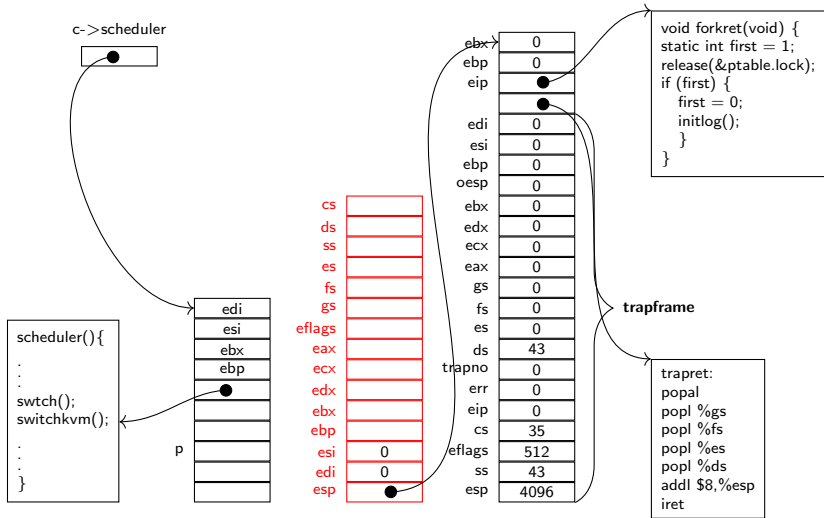 c->scheduler
edi
esi
ebx
ebp
p
scheduler(){
.
.
swtch();
switchkvm();
.
.
.
}
cs
ds
ss
es
fs
gs
eflags
eax
ecx
edx
ebx
ebp
esi 0
edi 0
esp
ebx 0
ebp 0
eip
edi 0
esi 0
ebp 0
oesp 0
ebx 0
edx 0
ecx 0
eax 0
gs 0
fs 0
es 0
ds 43
trapno 0
err 0
eip 0
cs 35
eflags 512
ss 43
esp 4096
void forkret(void) {
static int first = 1;
release(&ptable.lock);
if (first) {
first = 0;
initlog();
}
}
trapframe
trapret:
popal
popl %gs
popl %fs
popl %es
popl %ds
addl $8,%esp
iret